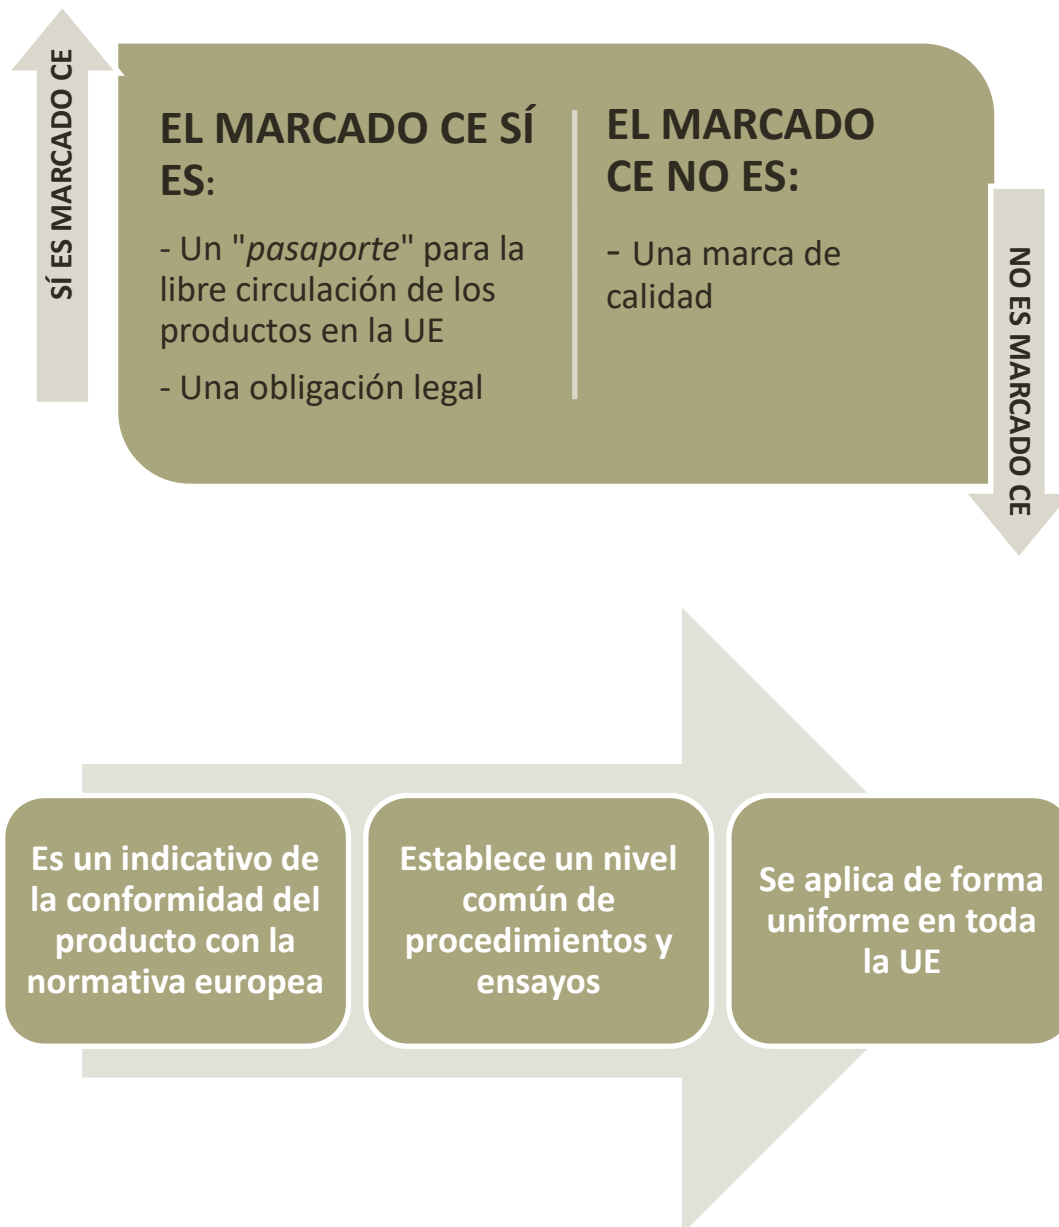 SÍ ES MARCADO CE
EL MARCADO CE SÍ
ES:
- Un "pasaporte" para la
libre circulación de los
productos en la UE
- Una obligación legal
EL MARCADO
CE NO ES:
- Una marca de
calidad
NO ES MARCADO CE
Es un indicativo de
la conformidad del
producto con la
normativa europea
Establece un nivel
común de
procedimientos y
ensayos
Se aplica de forma
uniforme en toda
la UE